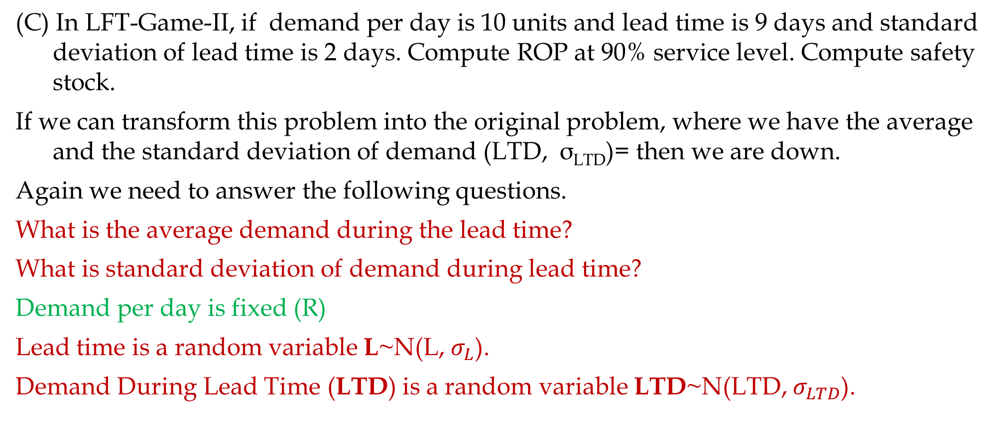 (C) In LFT-Game-II, if  demand per day is 10 units and lead time is 9 days and standard
deviation of lead time is 2 days. Compute ROP at 90% service level. Compute safety
stock.
If we can transform this problem into the original problem, where we have the average
and the standard deviation of demand (LTD,  σLTD)= then we are down.
Again we need to answer the following questions.
What is the average demand during the lead time?
What is standard deviation of demand during lead time?
Demand per day is fixed (R)
Lead time is a random variable L~N(L, σL).
Demand During Lead Time (LTD) is a random variable LTD~N(LTD, σLTD).